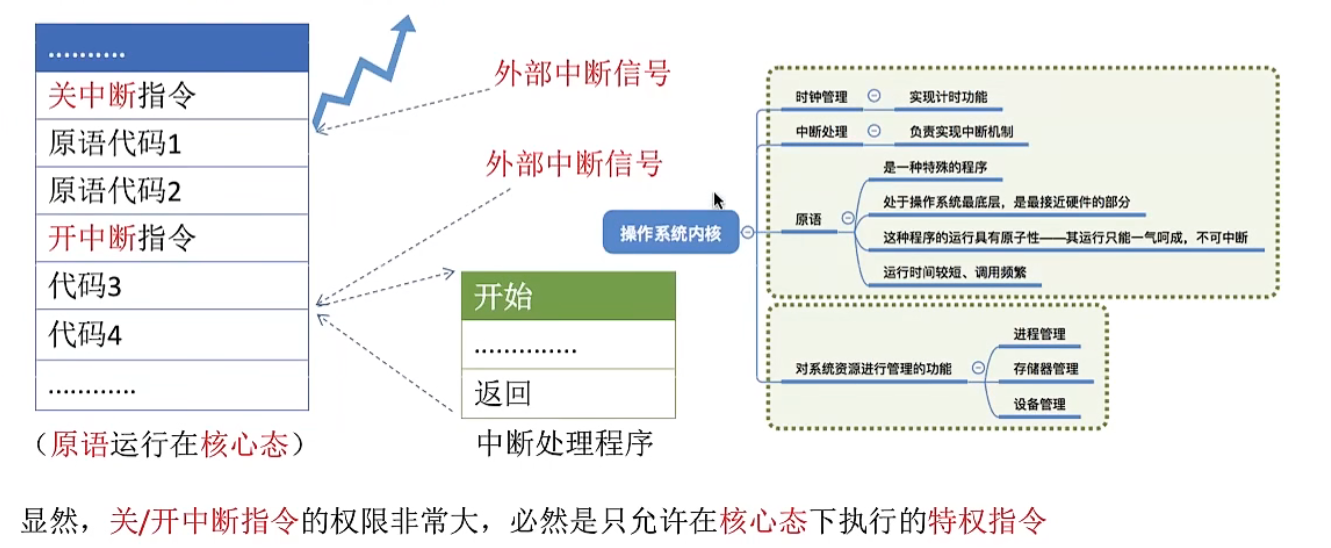 ..........
关中断指令
原语代码1
原语代码2
开中断指令
代码3
代码4
............
（原语运行在核心态）
外部中断信号
外部中断信号
开始
..............
返回
中断处理程序
操作系统内核
时钟管理
实现计时功能
中断处理
负责实现中断机制
原语
是一种特殊的程序
处于操作系统最底层，是最接近硬件的部分
这种程序的运行具有原子性——其运行只能一气呵成，不可中断
运行时间较短、调用频繁
对系统资源进行管理的功能
进程管理
存储器管理
设备管理
显然，关/开中断指令的权限非常大，必然是只允许在核心态下执行的特权指令